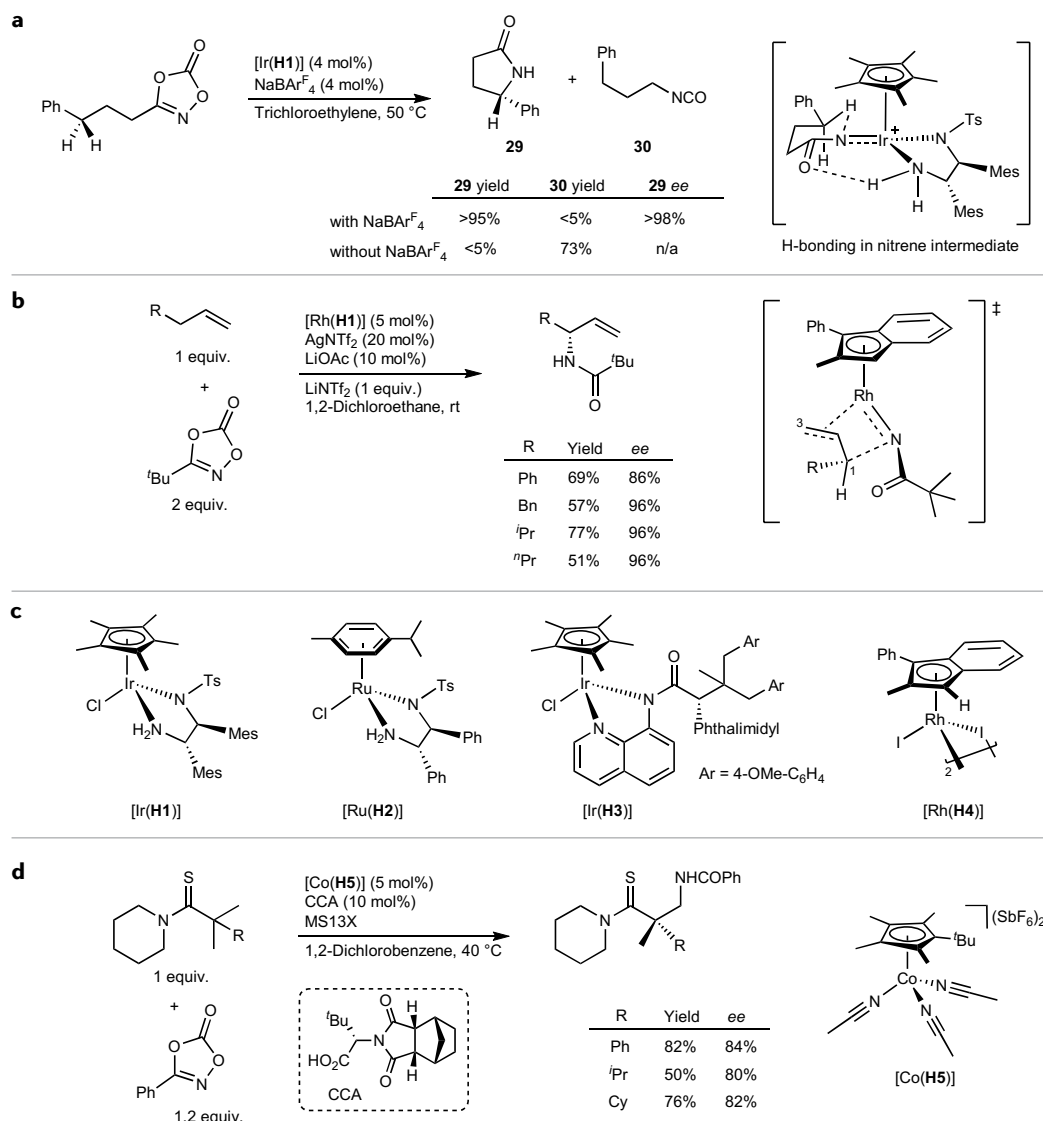 a
O
O
O
N
Ph
H
H
[Ir(H1)] (4 mol%)
NaBArF4 (4 mol%)
Trichloroethylene, 50 °C
O
NH
Ph
H
29
+
Ph
NCO
30
29 yield 30 yield 29 ee
with NaBArF4 >95% <5% >98%
without NaBArF4 <5% 73% n/a
Ph
H
H
N
O
Ir
+
N
Ts
Mes
N
H
H
Mes
H-bonding in nitrene intermediate
b
R
1 equiv.
+
O
O
O
N
tBu
2 equiv.
[Rh(H1)] (5 mol%)
AgNTf2 (20 mol%)
LiOAc (10 mol%)
LiNTf2 (1 equiv.)
1,2-Dichloroethane, rt
R
HN
tBu
O
R Yield ee
Ph 69% 86%
Bn 57% 96%
iPr 77% 96%
nPr 51% 96%
‡
Ph
Rh
3
N
R
1
H
O
c
Ir
Cl
N
Ts
H2N
Mes
Mes
[Ir(H1)]
Ru
Cl
N
Ts
H2N
Ph
Ph
[Ru(H2)]
Ir
Cl
N
N
O
Ar
Ar
Phthalimidyl
Ar = 4-OMe-C6H4
[Ir(H3)]
Ph
H
Rh
I
I
2
[Rh(H4)]
d
S
N
R
1 equiv.
+
O
O
O
N
Ph
1,2 equiv.
[Co(H5)] (5 mol%)
CCA (10 mol%)
MS13X
1,2-Dichlorobenzene, 40 °C
tBu
HO2C
N
O
O
H
H
CCA
S
NHCOPh
N
R
R Yield ee
Ph 82% 84%
iPr 50% 80%
Cy 76% 82%
(SbF6)2
tBu
Co
N
N
N
[Co(H5)]